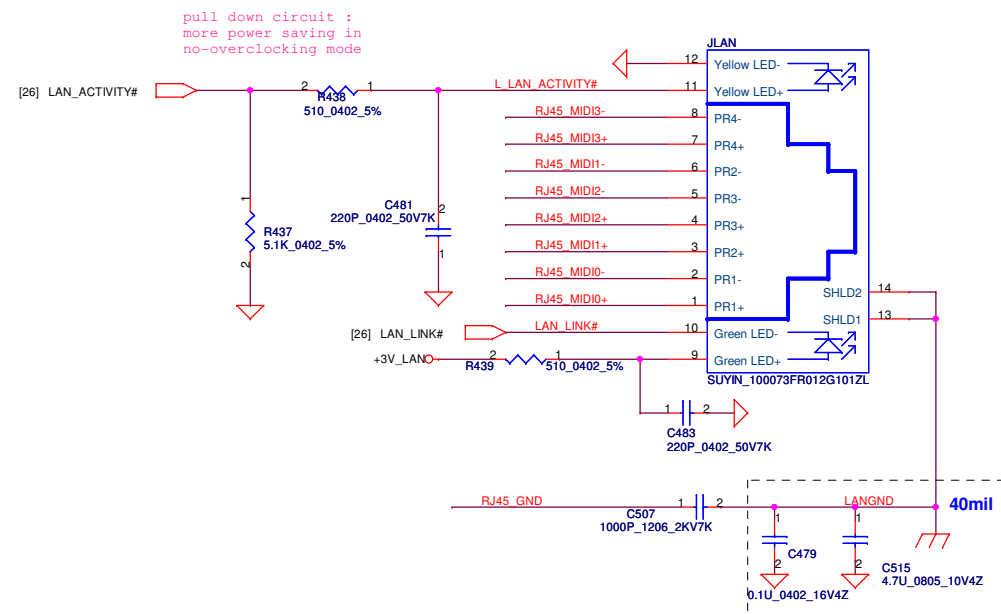 pull down circuit :
more power saving in
no-overclocking mode
JLAN
[26] LAN_ACTIVITY#
2
1
R438
510_0402_5%
L_LAN_ACTIVITY#
12
Yellow LED-
11
Yellow LED+
RJ45_MIDI3-
8
PR4-
RJ45_MIDI3+
7
PR4+
RJ45_MIDI1-
6
PR2-
RJ45_MIDI2-
5
PR3-
RJ45_MIDI2+
4
PR3+
RJ45_MIDI1+
3
PR2+
RJ45_MIDI0-
2
PR1-
RJ45_MIDI0+
1
PR1+
1
R437
5.1K_0402_5%
2
C481
220P_0402_50V7K
2
1
SHLD2
14
SHLD1
13
[26] LAN_LINK#
LAN_LINK#
10
Green LED-
+3V_LAN
2
1
R439
510_0402_5%
9
Green LED+
SUYIN_100073FR012G101ZL
1
2
C483
220P_0402_50V7K
RJ45_GND
1
2
C507
1000P_1206_2KV7K
LANGND
40mil
1
C479
2
0.1U_0402_16V4Z
1
C515
2
4.7U_0805_10V4Z